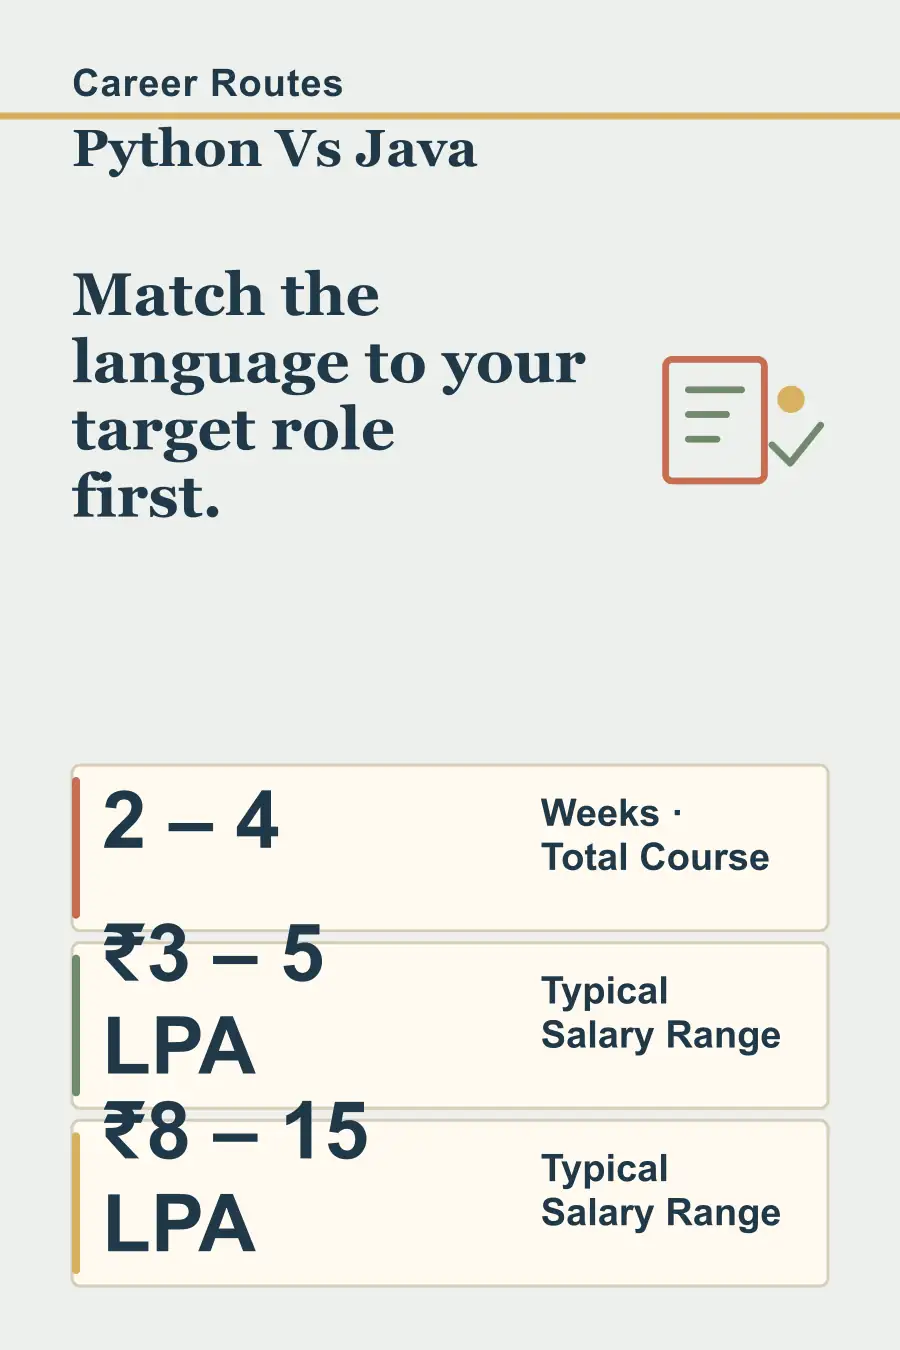 Career Routes
Python Vs Java
Match the
language to your
target role
first.
2 – 4
Weeks ·
Total Course
₹3 – 5
LPA
Typical
Salary Range
₹8 – 15
LPA
Typical
Salary Range